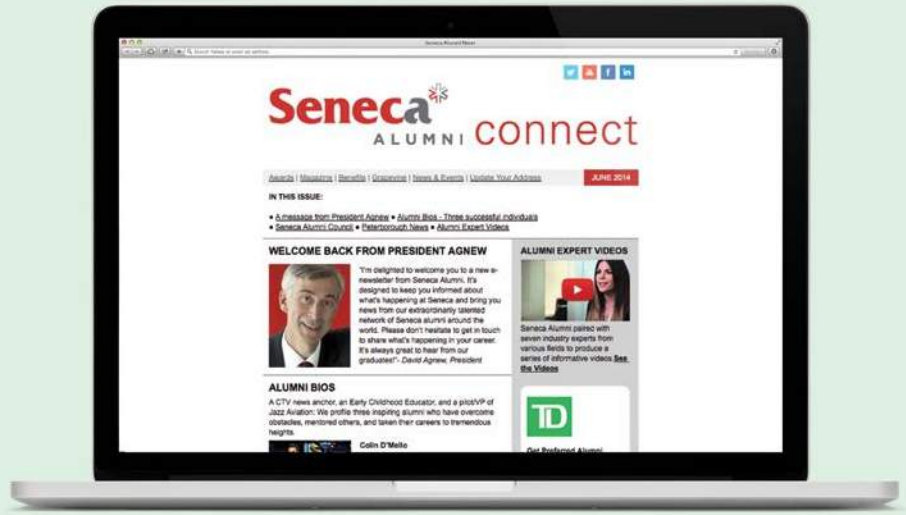 Seneca Alumni News
Seneca
ALUMNI connect
Awards | Magazine | Benefits | Grapevine | News & Events | Update Your Address
JUNE 2014
IN THIS ISSUE:
• A message from President Agnew • Alumni Bios - Three successful individuals
• Seneca Alumni Council • Peterborough News • Alumni Expert Videos
WELCOME BACK FROM PRESIDENT AGNEW
"I'm delighted to welcome you to a new e-
newsletter from Seneca Alumni. It's
designed to keep you informed about
what's happening at Seneca and bring you
news from our extraordinarily talented
network of Seneca alumni around the
world. Please don't hesitate to get in touch
to share what's happening in your career.
It's always great to hear from our
graduates!"- David Agnew, President
ALUMNI BIOS
A CTV news anchor, an Early Childhood Educator, and a pilot/VP of
Jazz Aviation: We profile three inspiring alumni who have overcome
obstacles, mentored others, and taken their careers to tremendous
heights.
Colin D'Mello
ALUMNI EXPERT VIDEOS
Seneca Alumni paired with
seven industry experts from
various fields to produce a
series of informative videos.See
the Videos
TD
Get Preferred Alumni